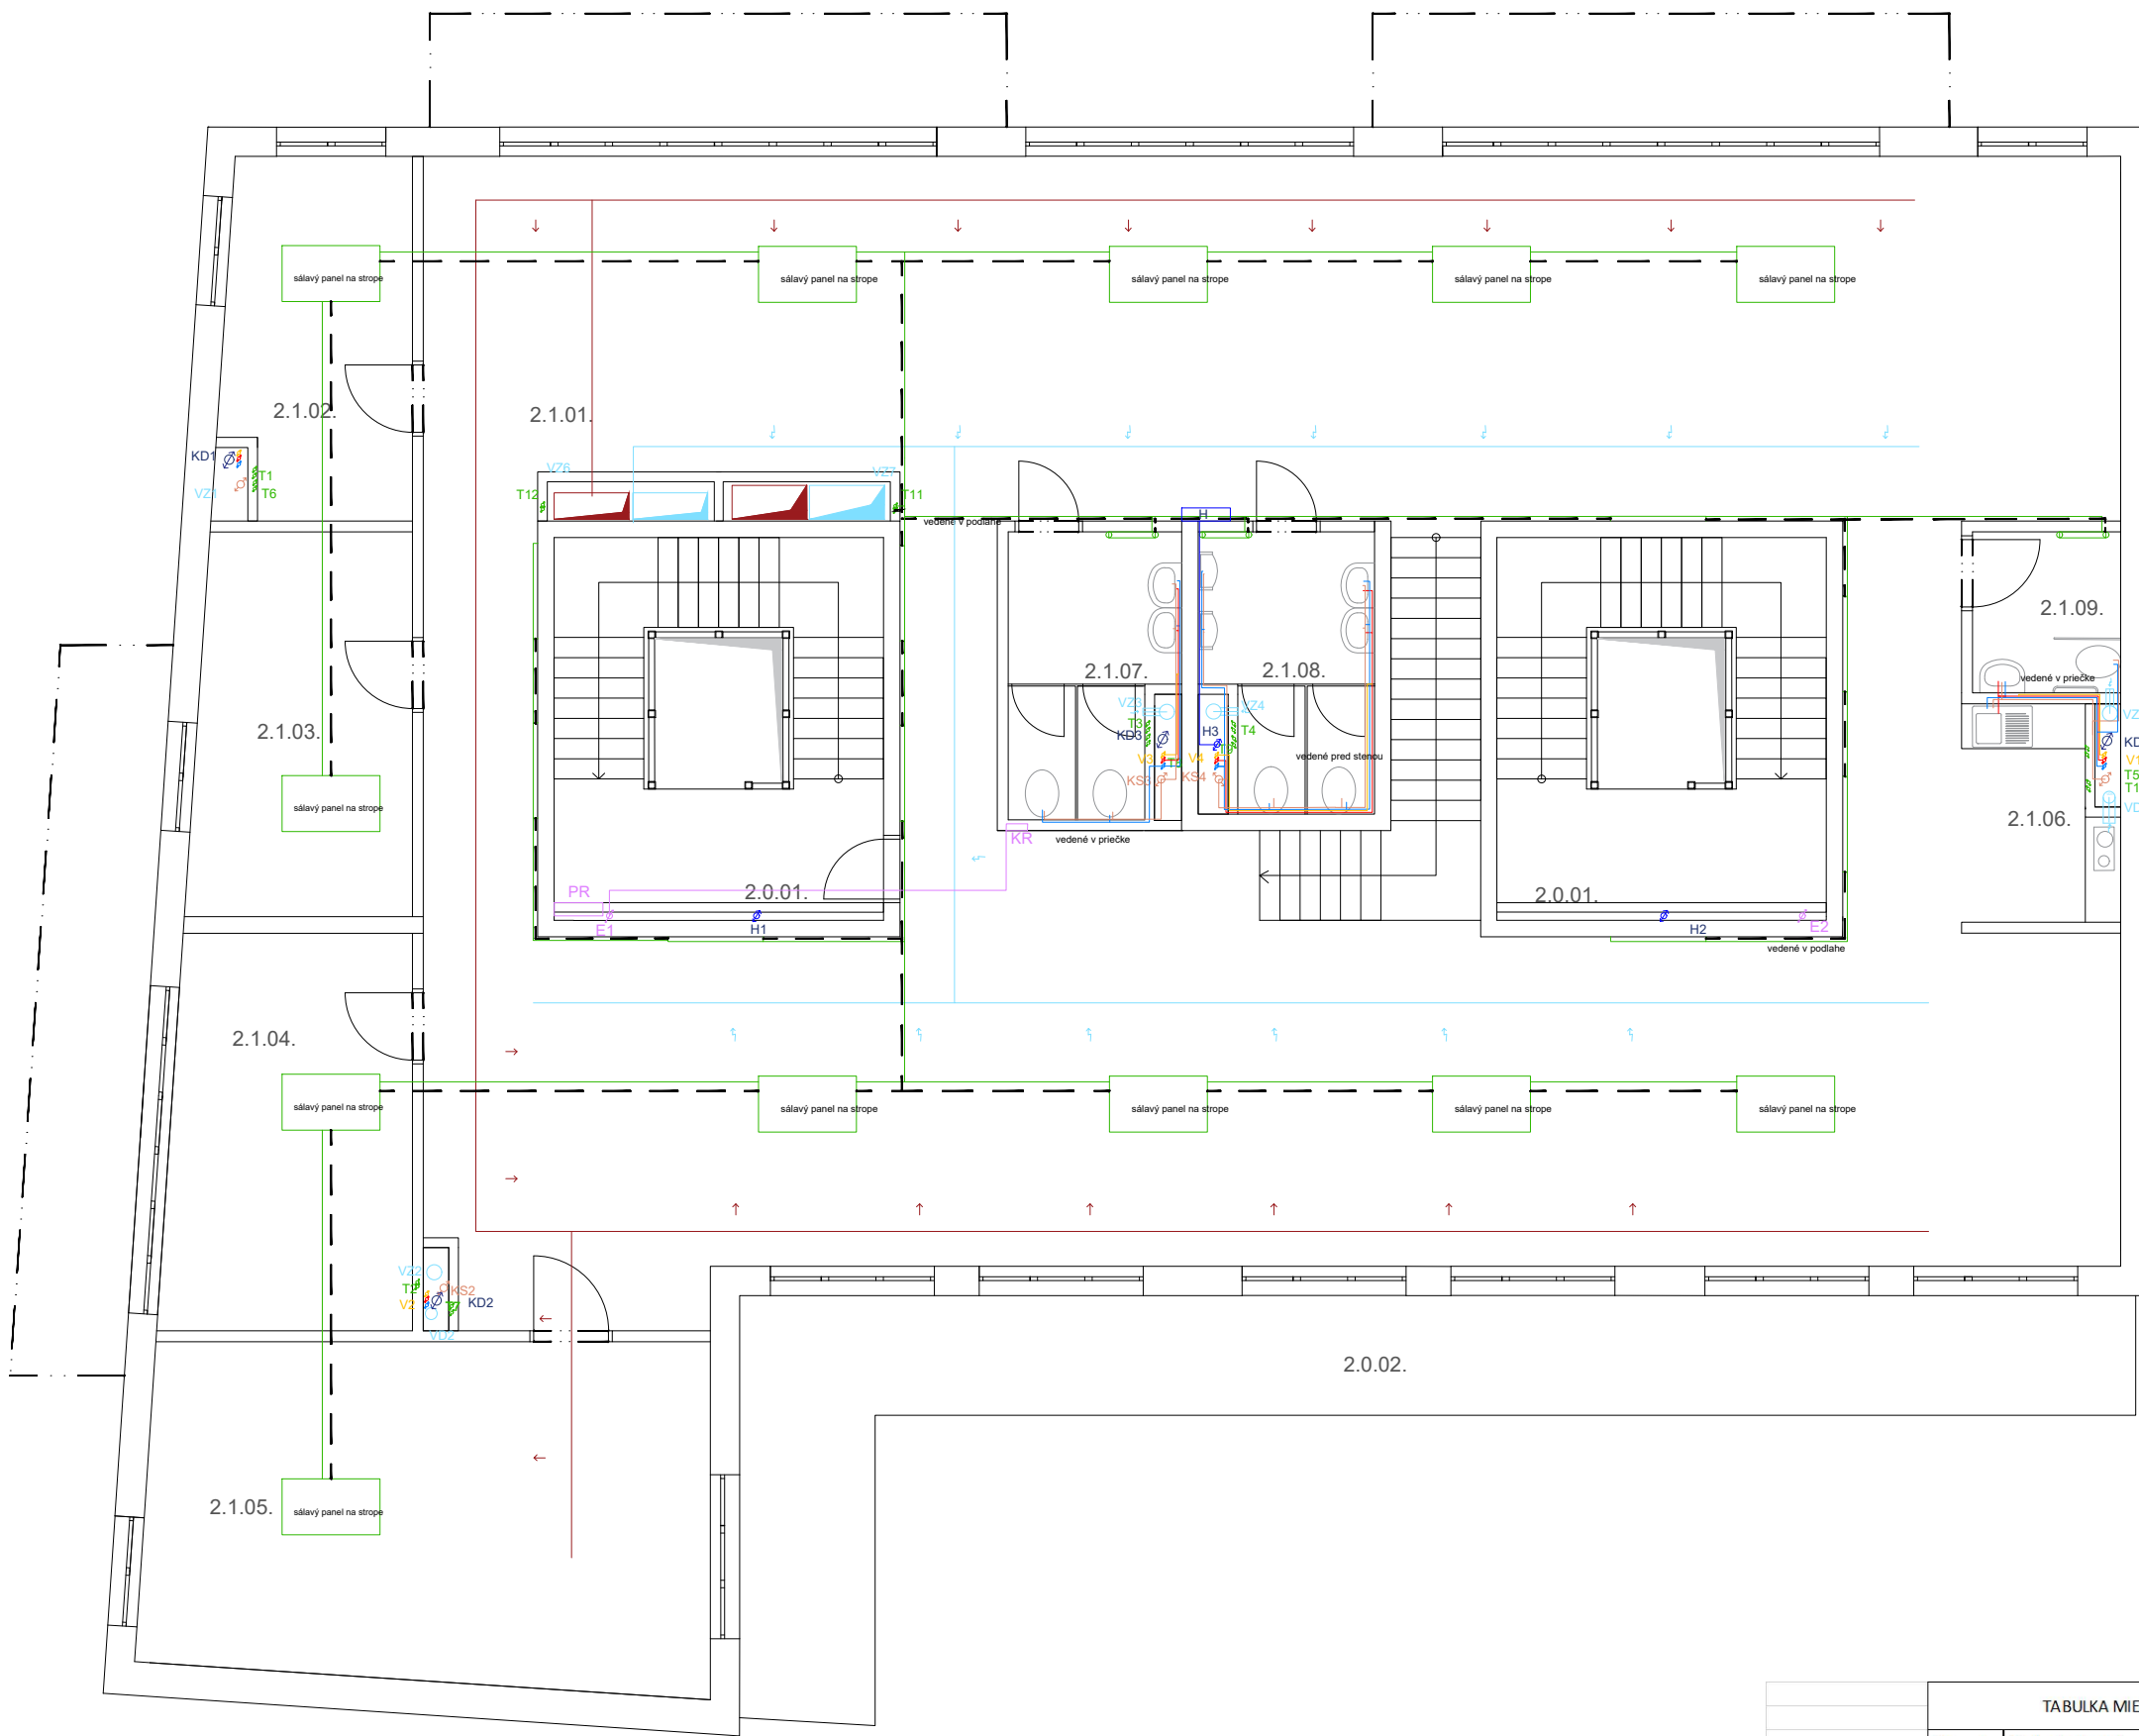 sálavý panel na strope
sálavý panel na strope
sálavý panel na strope
sálavý panel na strope
sálavý panel na strope
2.1.02.
2.1.01.
KD1
VZ1
T1
T6
VZ6
VZ7
T12
T11
vedené v podlahe
H
2.1.09.
2.1.07.
2.1.08.
vedené v priečke
2.1.03.
VZ3
VZ4
T3
T4
KD3
H3
V3
V4
KS3
KS4
vedené pred stenou
VZ
KD
V1
T5
T1
VD
sálavý panel na strope
2.1.06.
KR
vedené v priečke
PR
2.0.01.
2.0.01.
E1
H1
H2
E2
vedené v podlahe
2.1.04.
sálavý panel na strope
sálavý panel na strope
sálavý panel na strope
sálavý panel na strope
sálavý panel na strope
VZ2
T2
KS2
V2
T7
KD2
VD2
2.0.02.
2.1.05.
sálavý panel na strope
TABULKA MIE